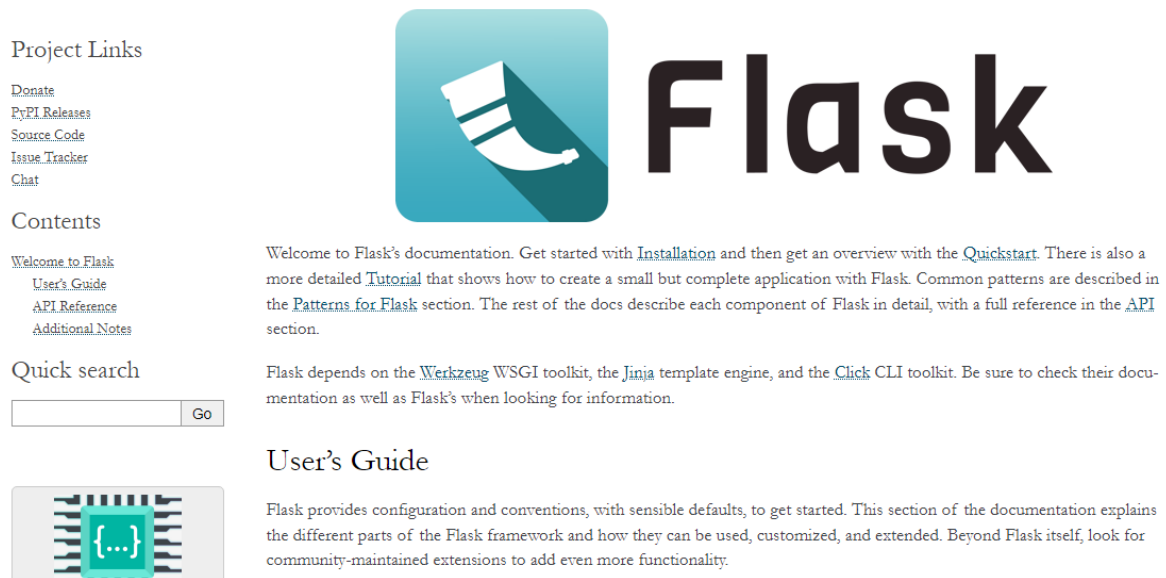 Project Links
Donate
PyPI Releases
Source Code
Issue Tracker
Chat
Contents
Welcome to Flask
User's Guide
API Reference
Additional Notes
Quick search
Go
{...}
Flask
Welcome to Flask’s documentation. Get started with Installation and then get an overview with the Quickstart. There is also a
more detailed Tutorial that shows how to create a small but complete application with Flask. Common patterns are described in
the Patterns for Flask section. The rest of the docs describe each component of Flask in detail, with a full reference in the API
section.
Flask depends on the Werkzeug WSGI toolkit, the Jinja template engine, and the Click CLI toolkit. Be sure to check their docu-
mentation as well as Flask’s when looking for information.
User’s Guide
Flask provides configuration and conventions, with sensible defaults, to get started. This section of the documentation explains
the different parts of the Flask framework and how they can be used, customized, and extended. Beyond Flask itself, look for
community-maintained extensions to add even more functionality.